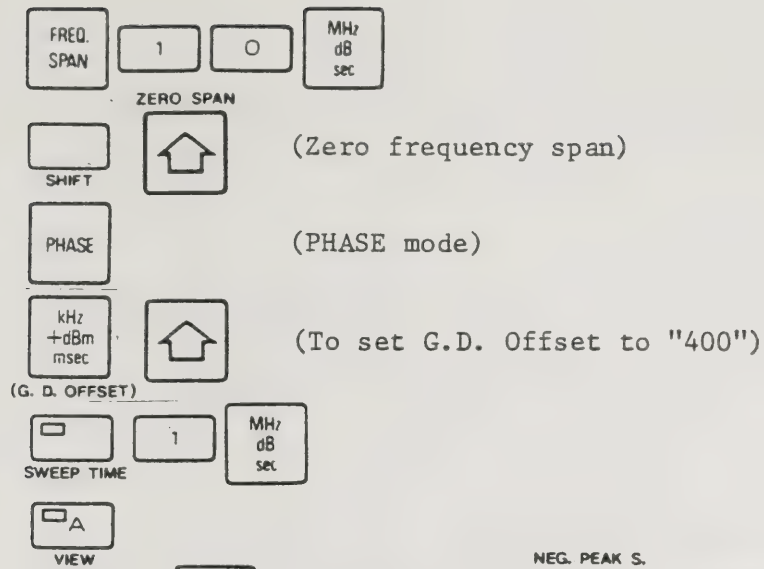 FREQ. SPAN 1 0 MHz dB sec
ZERO SPAN
SHIFT (Zero frequency span)
PHASE (PHASE mode)
kHz +dBm msec (To set G.D. Offset to "400")
(G. D. OFFSET)
1 MHz dB sec
SWEEP TIME
A
VIEW
NEG. PEAK S.